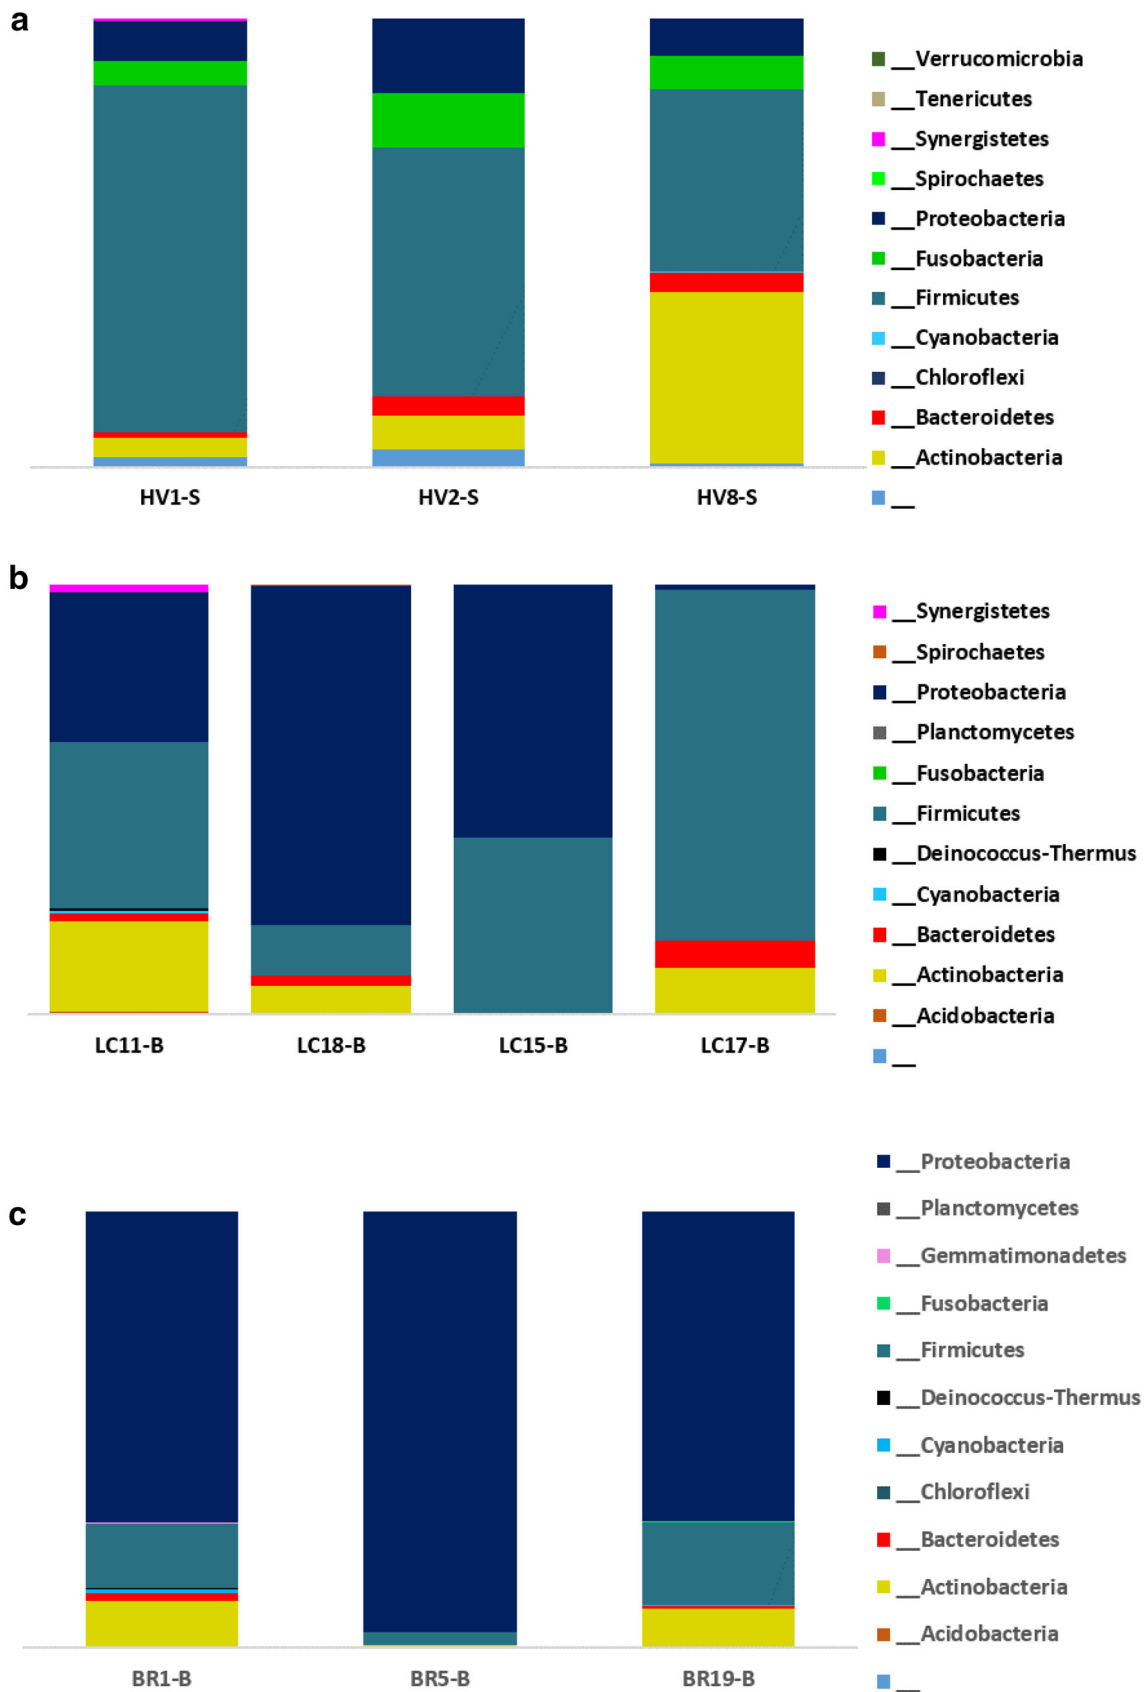 a
__Verrucomicrobia
__Tenericutes
__Synergistetes
__Spirochaetes
__Proteobacteria
__Fusobacteria
__Firmicutes
__Cyanobacteria
__Chloroflexi
__Bacteroidetes
__Actinobacteria
__
HV1-S HV2-S HV8-S
b
__Synergistetes
__Spirochaetes
__Proteobacteria
__Planctomycetes
__Fusobacteria
__Firmicutes
__Deinococcus-Thermus
__Cyanobacteria
__Bacteroidetes
__Actinobacteria
__Acidobacteria
__
LC11-B LC18-B LC15-B LC17-B
c
__Proteobacteria
__Planctomycetes
__Gemmatimonadetes
__Fusobacteria
__Firmicutes
__Deinococcus-Thermus
__Cyanobacteria
__Chloroflexi
__Bacteroidetes
__Actinobacteria
__Acidobacteria
__
BR1-B BR5-B BR19-B